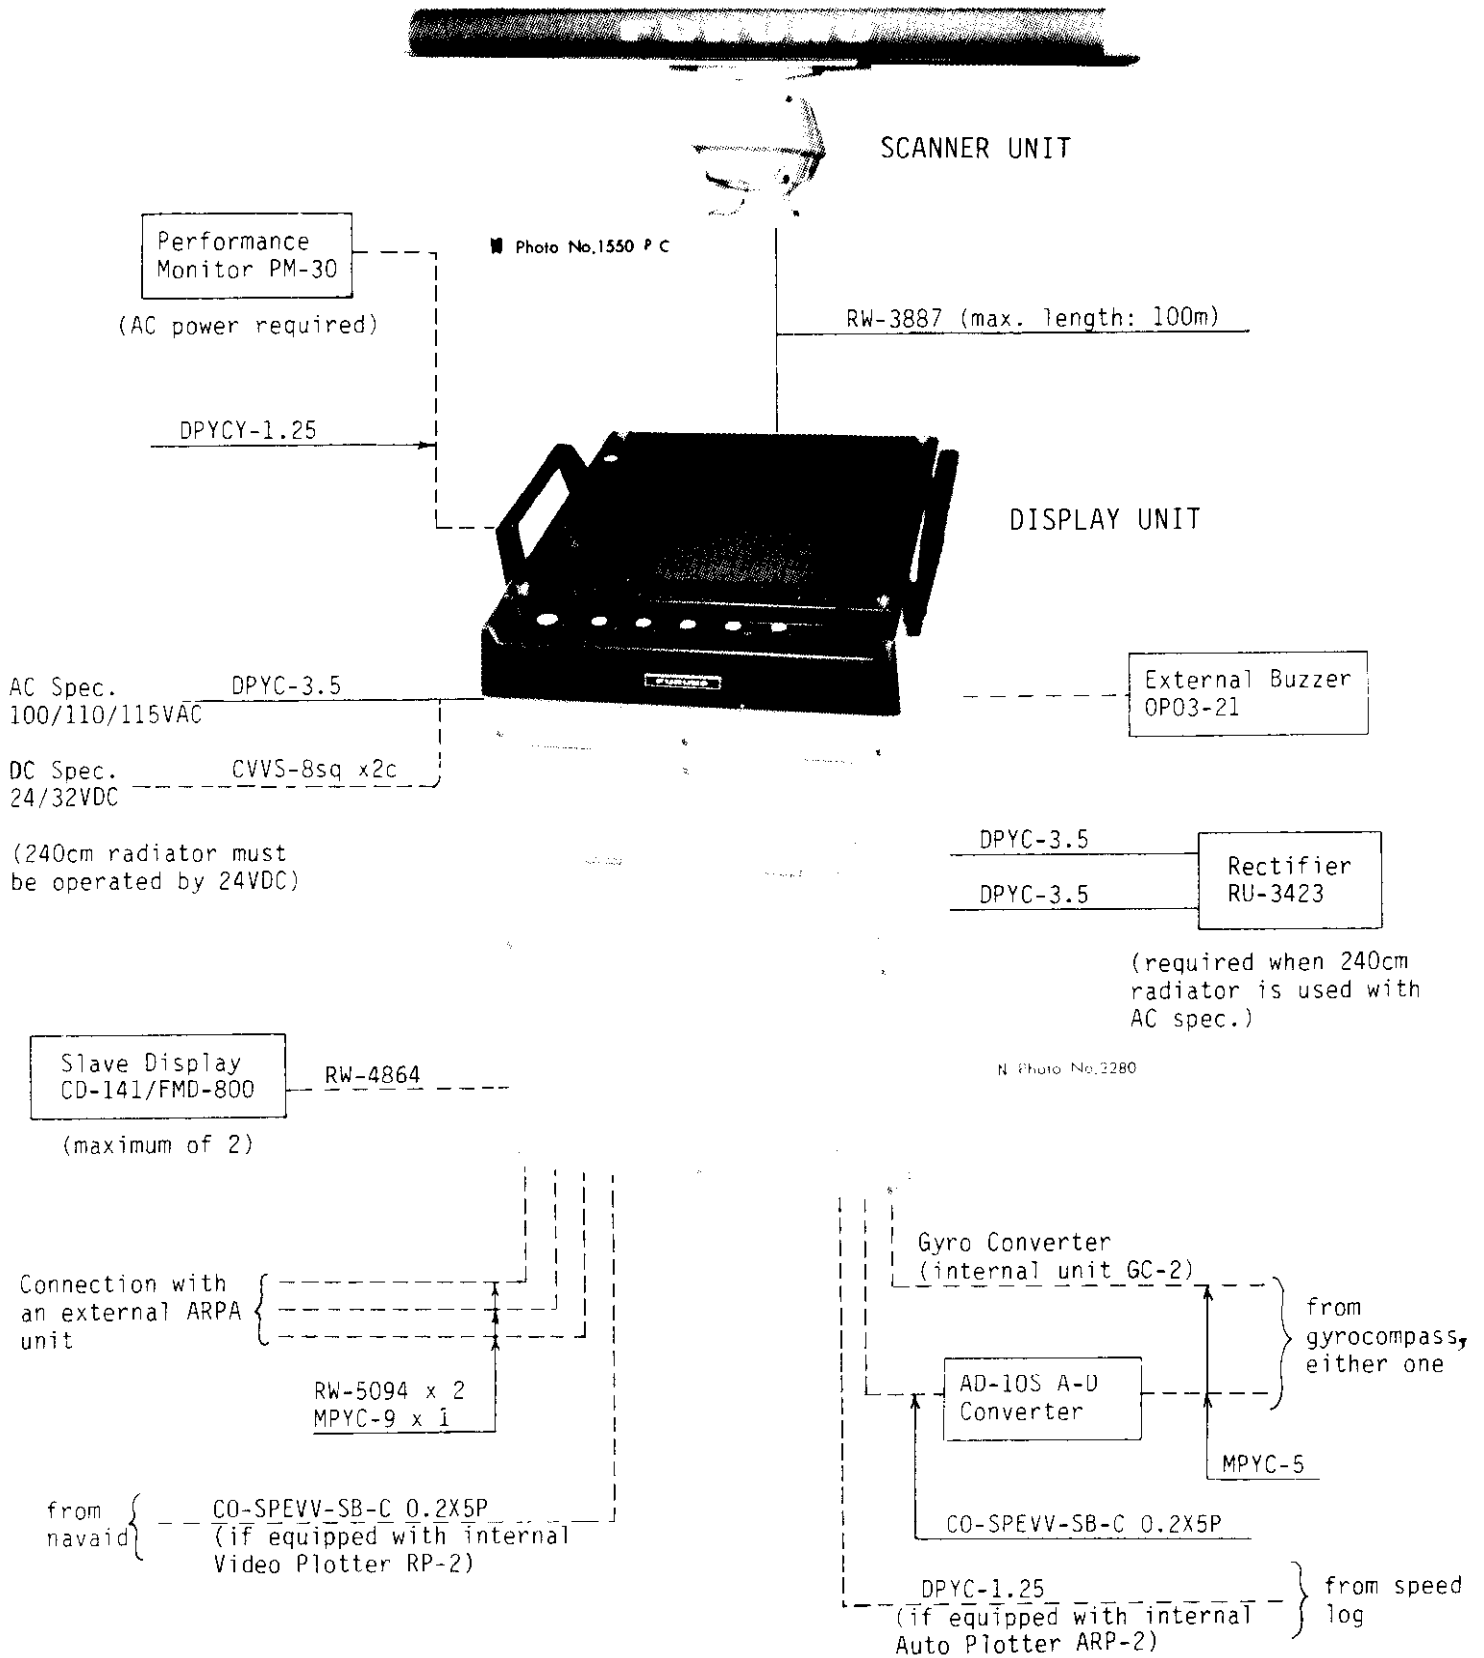 FURUNO
SCANNER UNIT
Performance
Monitor PM-30
(AC power required)
Photo No.1550 P C
RW-3887 (max. length: 100m)
DPYCY-1.25
DISPLAY UNIT
FURUNO
AC Spec.
100/110/115VAC
DPYC-3.5
DC Spec.
24/32VDC
CVVS-8sq x2c
(240cm radiator must
be operated by 24VDC)
External Buzzer
OP03-21
DPYC-3.5
DPYC-3.5
Rectifier
RU-3423
(required when 240cm
radiator is used with
AC spec.)
N Photo No.2280
Slave Display
CD-141/FMD-800
RW-4864
(maximum of 2)
Connection with
an external ARPA
unit
RW-5094 x 2
MPYC-9 x 1
from
navaid
CO-SPEVV-SB-C 0.2X5P
(if equipped with internal
Video Plotter RP-2)
Gyro Converter
(internal unit GC-2)
from
gyrocompass,
either one
AD-10S A-D
Converter
MPYC-5
CO-SPEVV-SB-C 0.2X5P
DPYC-1.25
(if equipped with internal
Auto Plotter ARP-2)
from speed
log